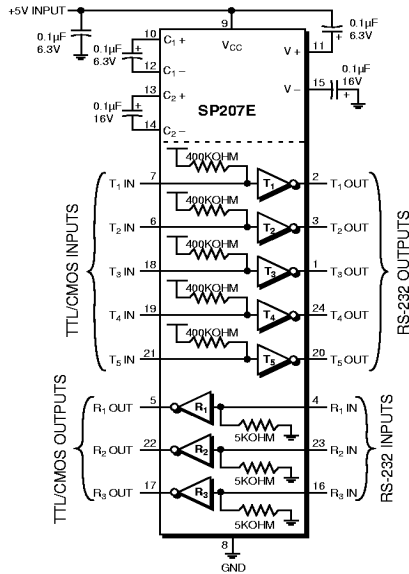 +5V INPUT
0.1µF
6.3V
9
VCC
0.1µF
6.3V
10
C1+
12
C1-
V+
11
0.1µF
6.3V
0.1µF
16V
13
C2+
14
C2-
SP207E
V-
15
0.1µF
16V
TTL/CMOS INPUTS
T1 IN 7 400KOHM T1 2 T1 OUT
T2 IN 6 400KOHM T2 3 T2 OUT
T3 IN 18 400KOHM T3 1 T3 OUT
T4 IN 19 400KOHM T4 24 T4 OUT
T5 IN 21 400KOHM T5 20 T5 OUT
RS-232 OUTPUTS
TTL/CMOS OUTPUTS
R1 OUT 5 R1 4 R1 IN
5KOHM
R2 OUT 22 R2 23 R2 IN
5KOHM
R3 OUT 17 R3 16 R3 IN
5KOHM
RS-232 INPUTS
8
GND